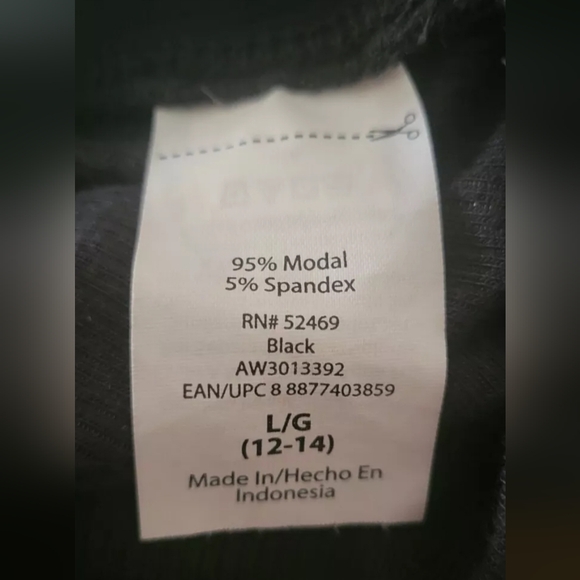 95% Modal
5% Spandex
RN# 52469
Black
AW3013392
EAN/UPC 8 8877403859
L/G
(12-14)
Made In/Hecho En
Indonesia